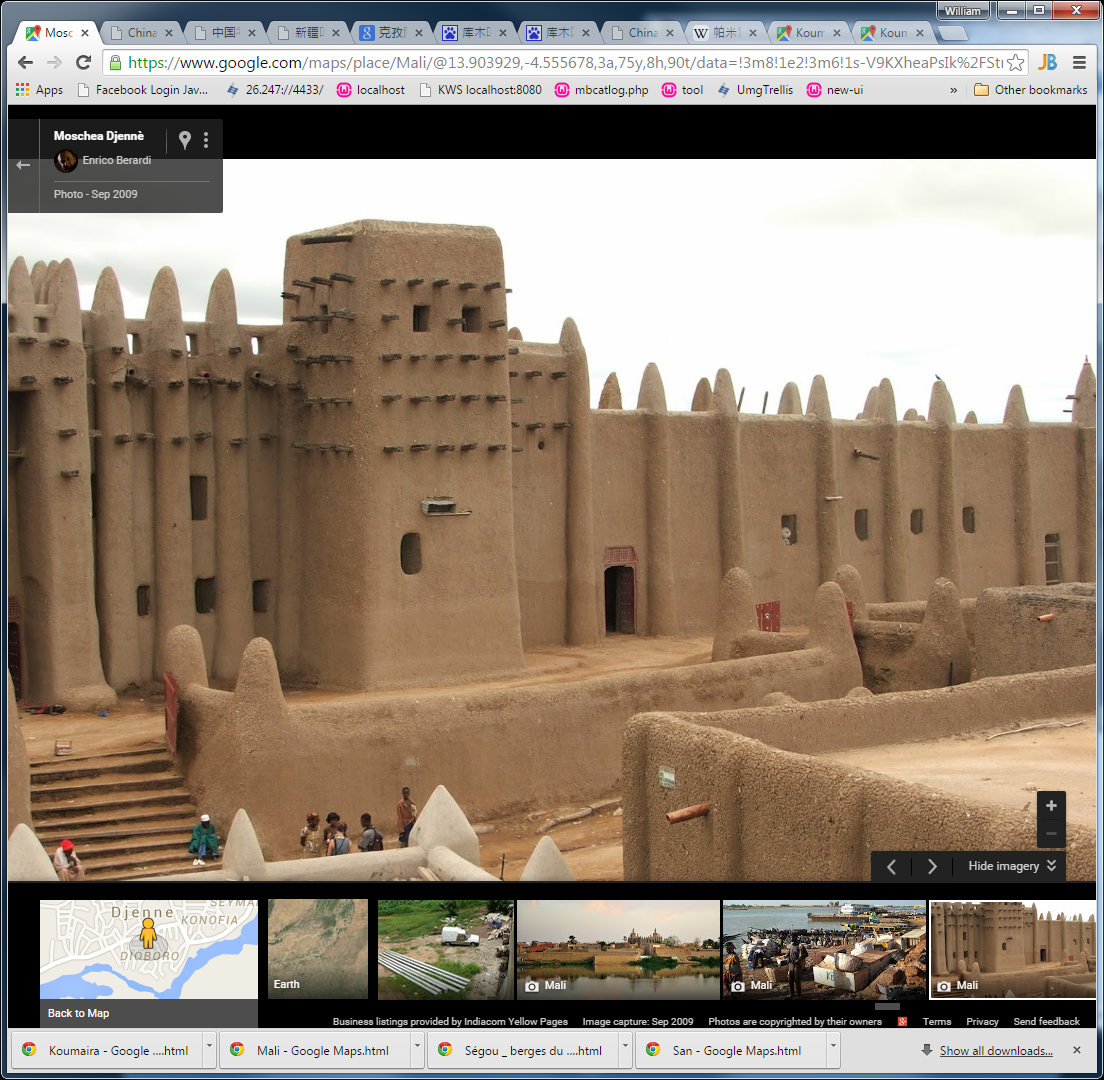 William
Mosc
China
中国
新疆
克孜
库木
库木
China
帕米
Koum
Koun
https://www.google.com/maps/place/Mali/@13.903929,-4.555678,3a,75y,8h,90t/data=!3m8!1e2!3m6!1s-V9KXheaPsIk%2FSt
JB
Apps
Facebook Login Jav...
26.247://4433/
localhost
KWS localhost:8080
mbcatlog.php
tool
UmgTrellis
new-ui
»
Other bookmarks
Moschea Djennè
Enrico Berardi
Photo - Sep 2009
Hide imagery
Djenne
SEYMA
KONOFIA
DIOBORO
Back to Map
Earth
Mali
Mali
Mali
Business listings provided by Indiacom Yellow Pages
Image capture: Sep 2009
Photos are copyrighted by their owners
Terms
Privacy
Send feedback
Koumaira - Google ....html
Mali - Google Maps.html
Ségou _ berges du ....html
San - Google Maps.html
Show all downloads...